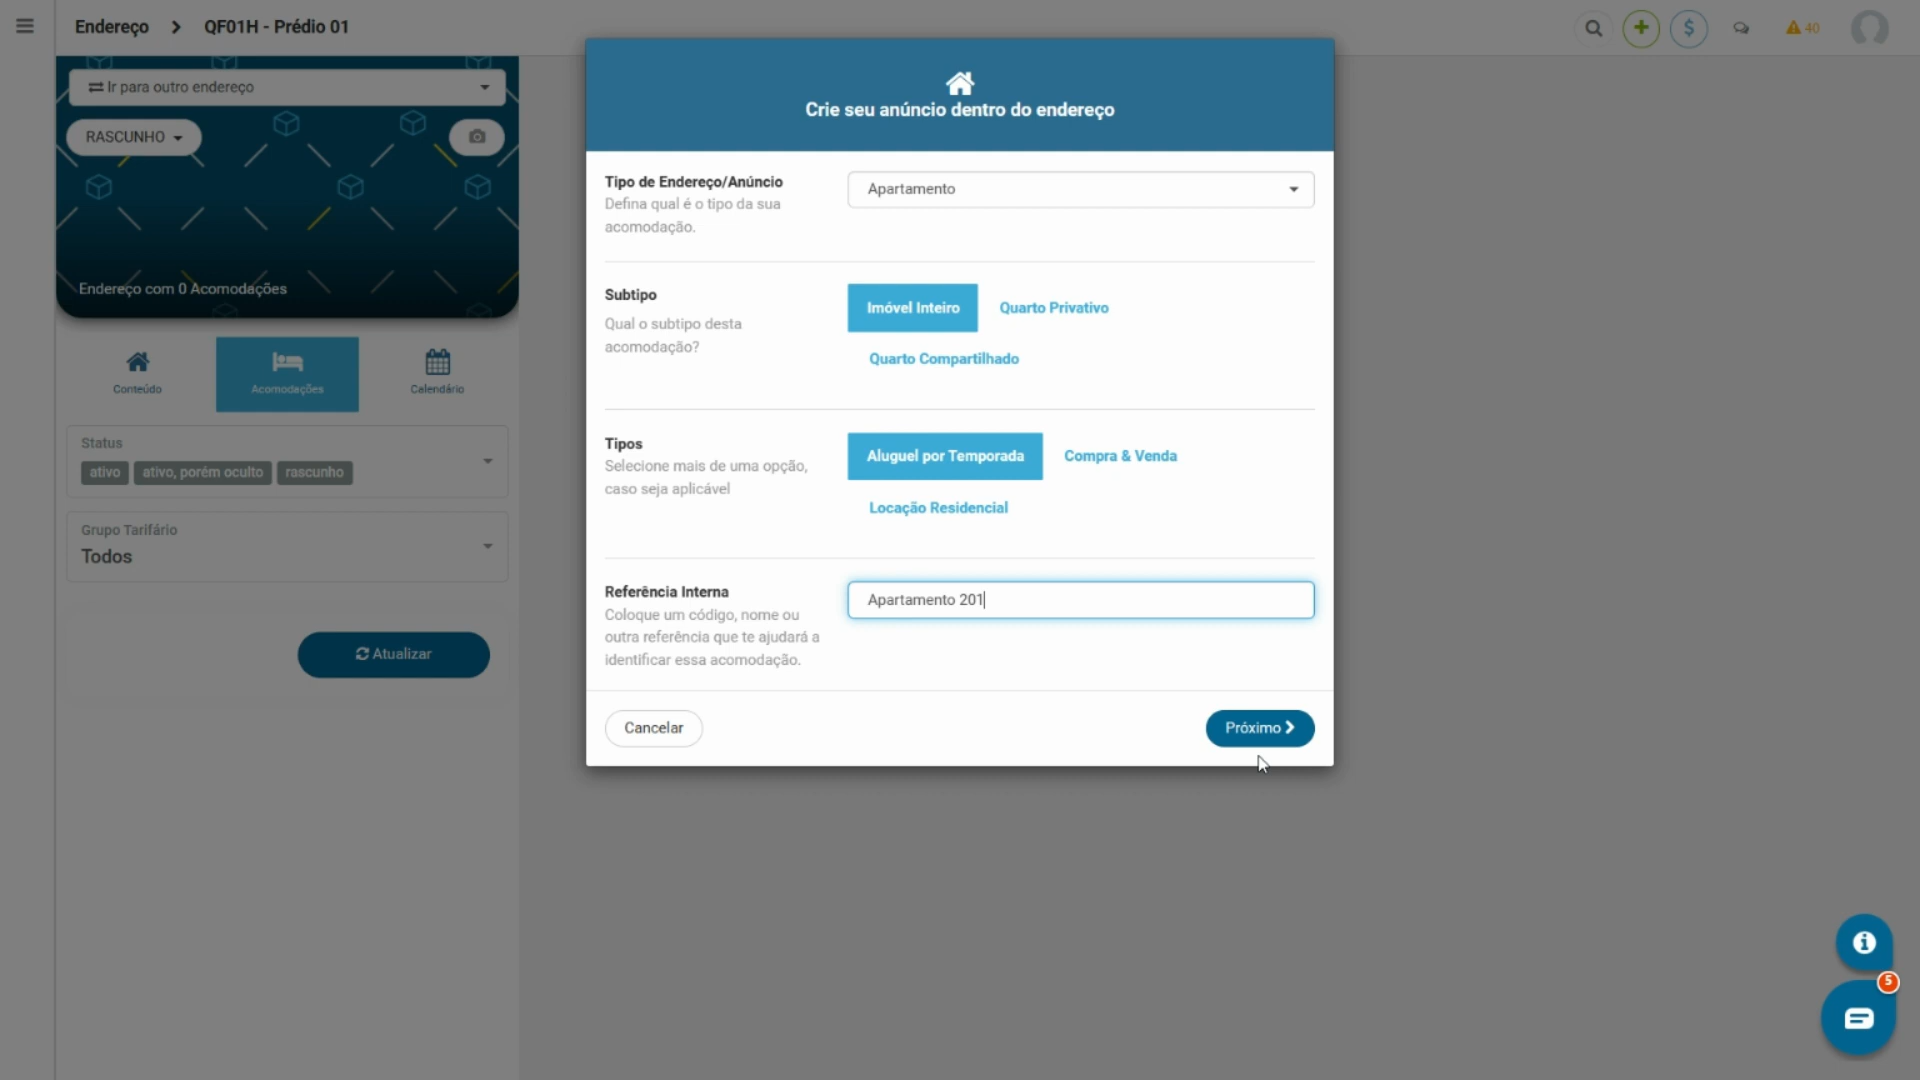 Endereço > QF01H - Prédio 01
40
Ir para outro endereço
RASCUNHO
Endereço com 0 Acomodações
Conteúdo
Acomodações
Calendário
Status
ativo
ativo, porém oculto
rascunho
Grupo Tarifário
Todos
Atualizar
Crie seu anúncio dentro do endereço
Tipo de Endereço/Anúncio
Defina qual é o tipo da sua
acomodação.
Apartamento
Subtipo
Qual o subtipo desta
acomodação?
Imóvel Inteiro
Quarto Privativo
Quarto Compartilhado
Tipos
Selecione mais de uma opção,
caso seja aplicável
Aluguel por Temporada
Compra & Venda
Locação Residencial
Referência Interna
Coloque um código, nome ou
outra referência que te ajudará a
identificar essa acomodação.
Apartamento 201
Cancelar
Próximo
5